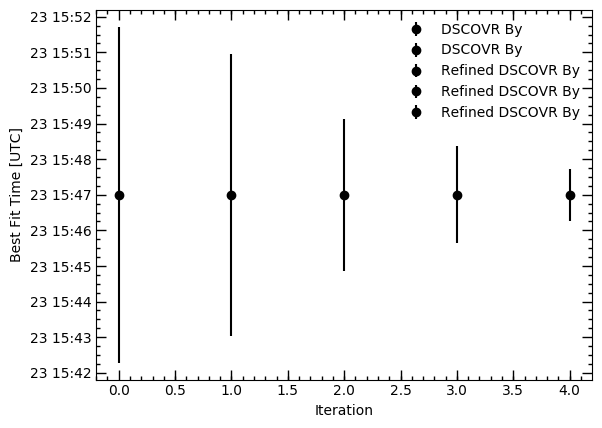 23 15:52
23 15:51
23 15:50
23 15:49
23 15:48
23 15:47
23 15:46
23 15:45
23 15:44
23 15:43
23 15:42
Best Fit Time [UTC]
DSCOVR By
DSCOVR By
Refined DSCOVR By
Refined DSCOVR By
Refined DSCOVR By
0.0 0.5 1.0 1.5 2.0 2.5 3.0 3.5 4.0
Iteration